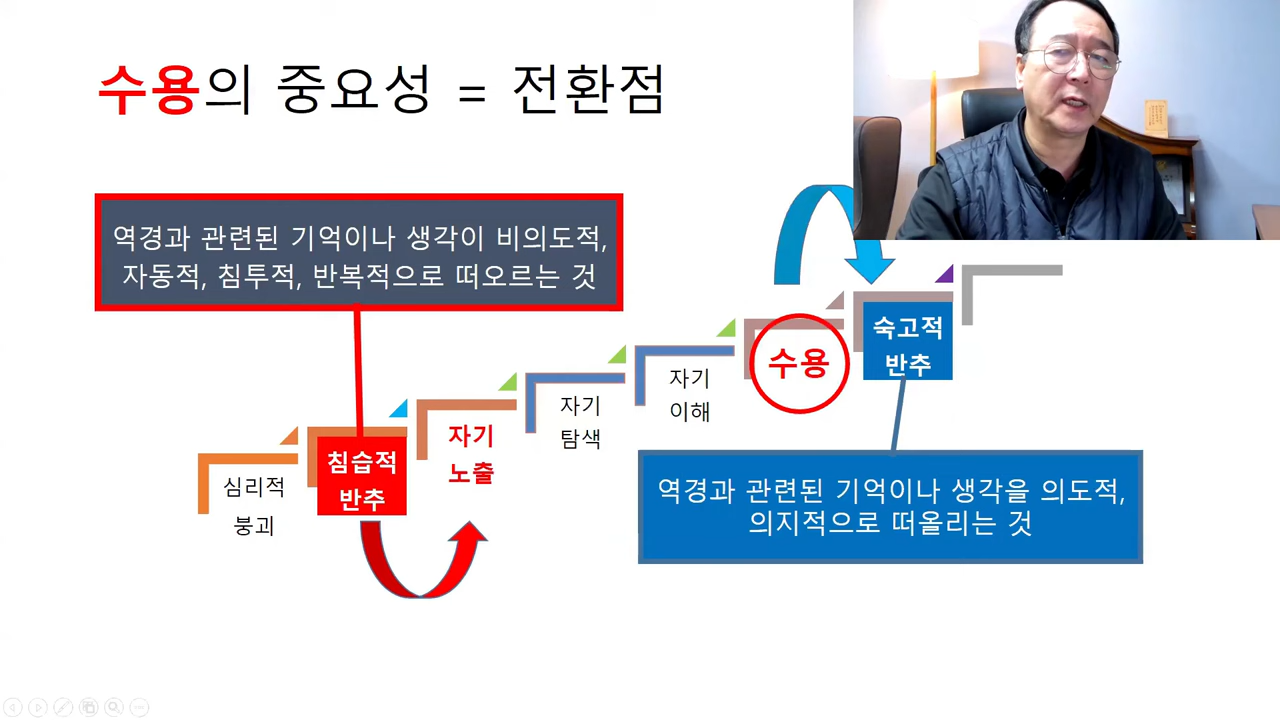 수용의 중요성 = 전환점
역경과 관련된 기억이나 생각이 비의도적,
자동적, 침투적, 반복적으로 떠오르는 것
심리적
붕괴
침습적
반추
자기
노출
자기
탐색
자기
이해
수용
숙고적
반추
역경과 관련된 기억이나 생각을 의도적,
의지적으로 떠올리는 것